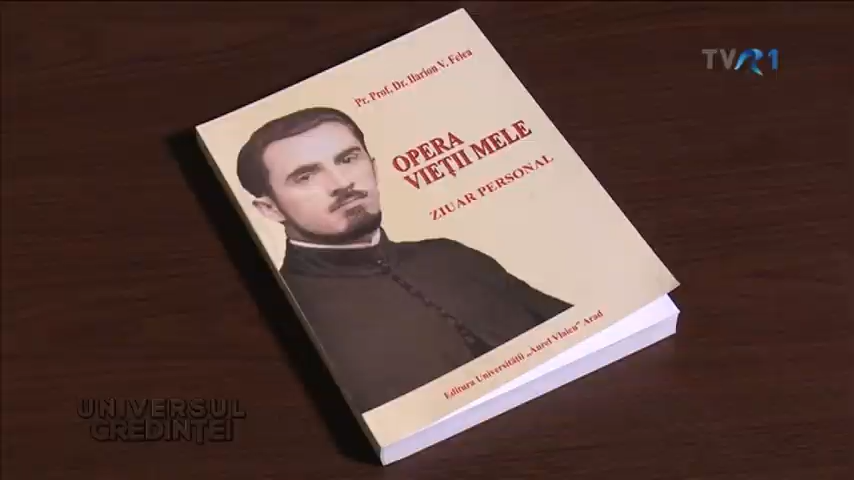 TVR1
Pr. Prof. Dr. Ilarion V. Felea
OPERA
VIEȚII MELE
ZIUAR PERSONAL
Editura Universității „Aurel Vlaicu” Arad
UNIVERSUL
CREDINȚEI